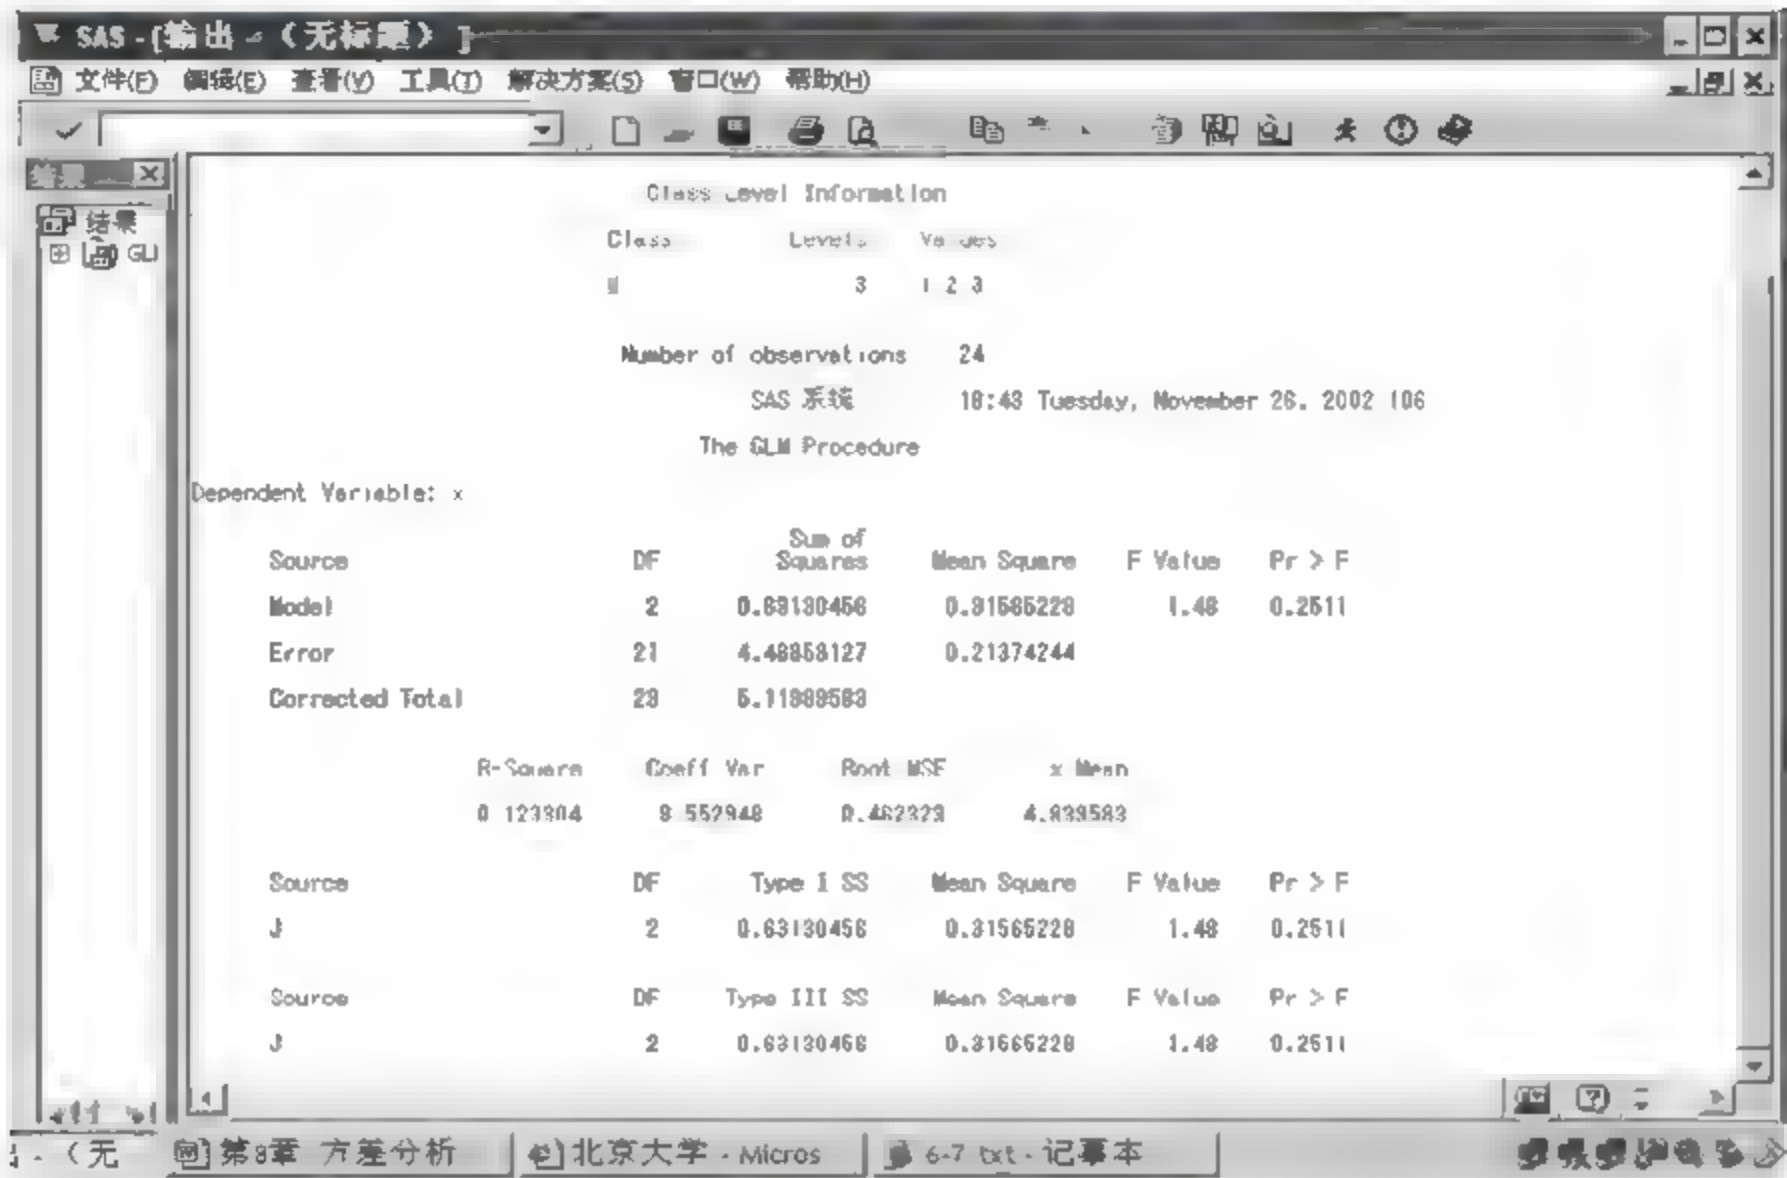 SAS - [输出 - (无标题) ]
文件(F) 编辑(E) 查看(V) 工具(T) 解决方案(S) 窗口(W) 帮助(H)
结果
结果
GLI
Class Level Information
Class Levels Values
3 1 2 3
Number of observations 24
SAS 系统 18:43 Tuesday, November 26, 2002 106
The GLM Procedure
Dependent Variable: x
Sum of
Source DF Squares Mean Square F Value Pr > F
Model 2 0.63130456 0.31565228 1.48 0.2511
Error 21 4.48859127 0.21374244
Corrected Total 23 5.11989583
R-Square Coeff Var Root MSE x Mean
0.123304 9.552948 0.462323 4.839583
Source DF Type I SS Mean Square F Value Pr > F
2 0.63130456 0.31565228 1.48 0.2511
Source DF Type III SS Mean Square F Value Pr > F
2 0.63130456 0.31565228 1.48 0.2511
- (无 第8章 方差分析 北京大学 - Micros 6-7 txt - 记事本